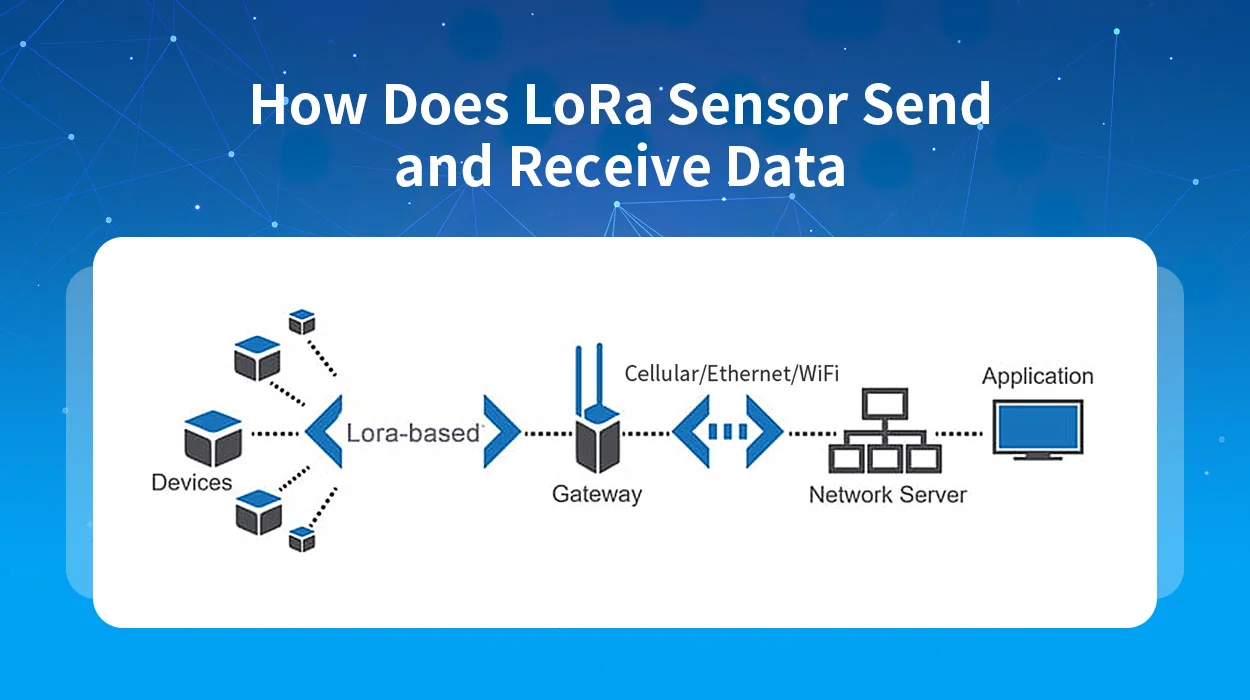 How Does LoRa Sensor Send
and Receive Data
Cellular/Ethernet/WiFi
Application
Lora-based
Devices
Gateway
Network Server